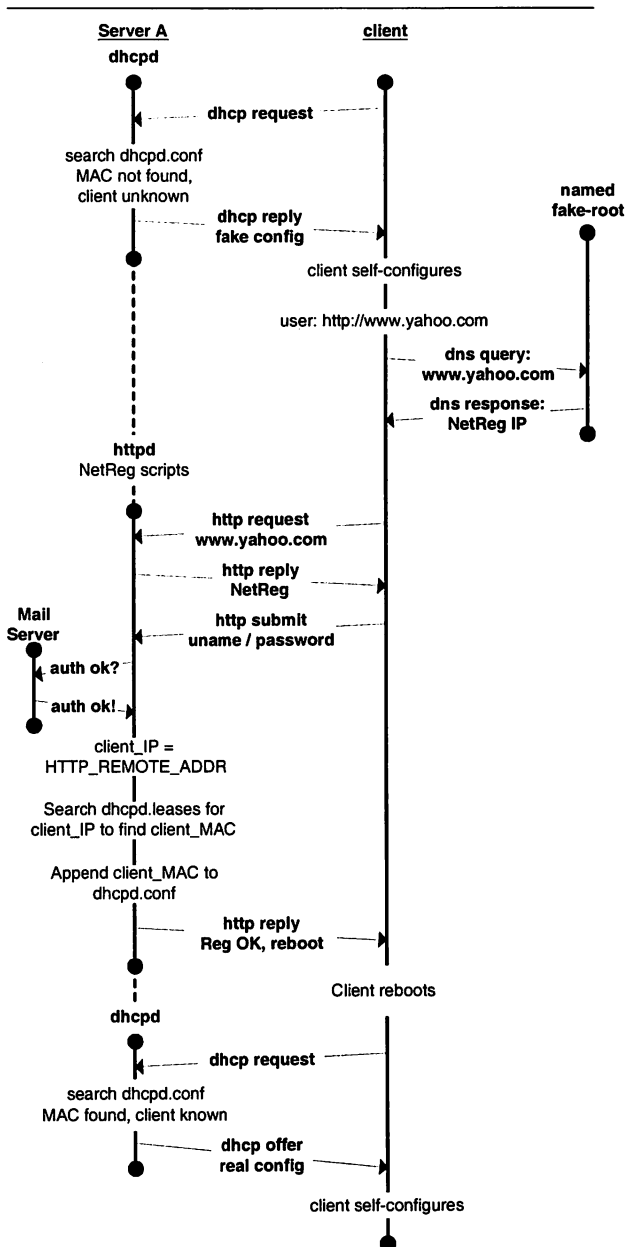 Server A
client
dhcpd
dhcp request
search dhcpd.conf
MAC not found,
client unknown
named
fake-root
dhcp reply
fake config
client self-configures
user: http://www.yahoo.com
dns query:
www.yahoo.com
dns response:
NetReg IP
httpd
NetReg scripts
http request
www.yahoo.com
http reply
NetReg
Mail
Server
http submit
uname / password
auth ok?
auth ok!
client_IP =
HTTP_REMOTE_ADDR
Search dhcpd.leases for
client_IP to find client_MAC
Append client_MAC to
dhcpd.conf
http reply
Reg OK, reboot
Client reboots
dhcpd
dhcp request
search dhcpd.conf
MAC found, client known
dhcp offer
real config
client self-configures